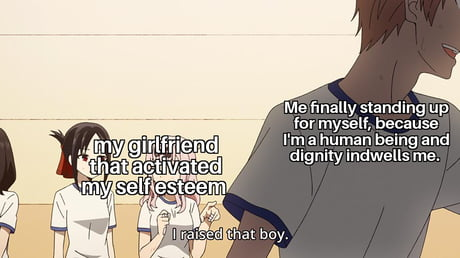 my girlfriend
that activated
my self esteem
Me finally standing up
for myself, because
I'm a human being and
dignity indwells me.
I raised that boy.